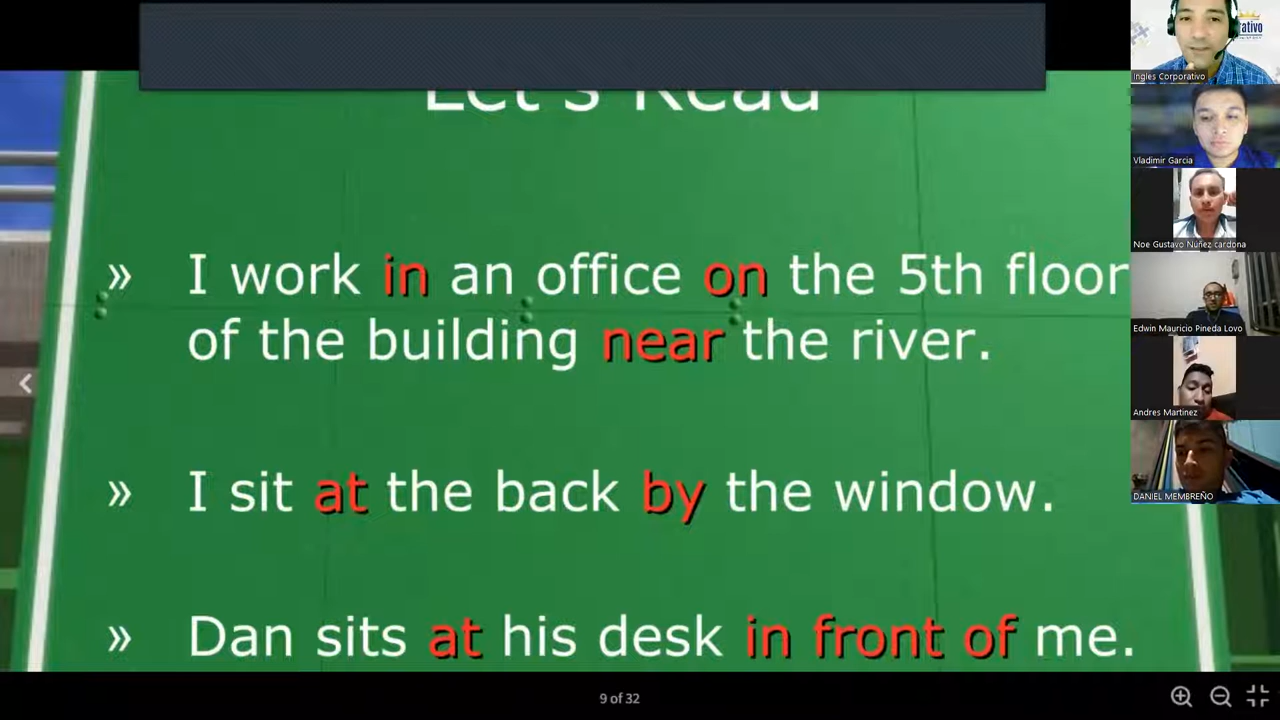 Let's Read
» I work in an office on the 5th floor
of the building near the river.
» I sit at the back by the window.
» Dan sits at his desk in front of me.
9 of 32
Ingles Corporativo
Vladimir Garcia
Noe Gustavo Nuñez cardona
Edwin Mauricio Pineda Lovo
Andres Martinez
DANIEL MEMBREÑO